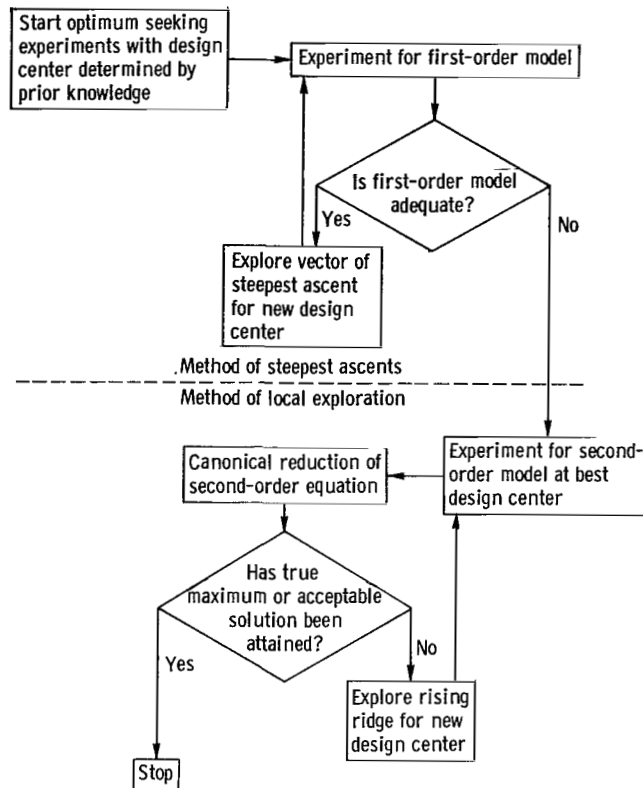 Start optimum seeking
experiments with design
center determined by
prior knowledge
Experiment for first-order model
Is first-order model
adequate?
Yes
No
Explore vector of
steepest ascent
for new design
center
.Method of steepest ascents
Method of local exploration
Experiment for second-
order model at best
design center
Canonical reduction of
second-order equation
Has true
maximum or acceptable
solution been
attained?
Yes
No
Explore rising
ridge for new
design center
Stop